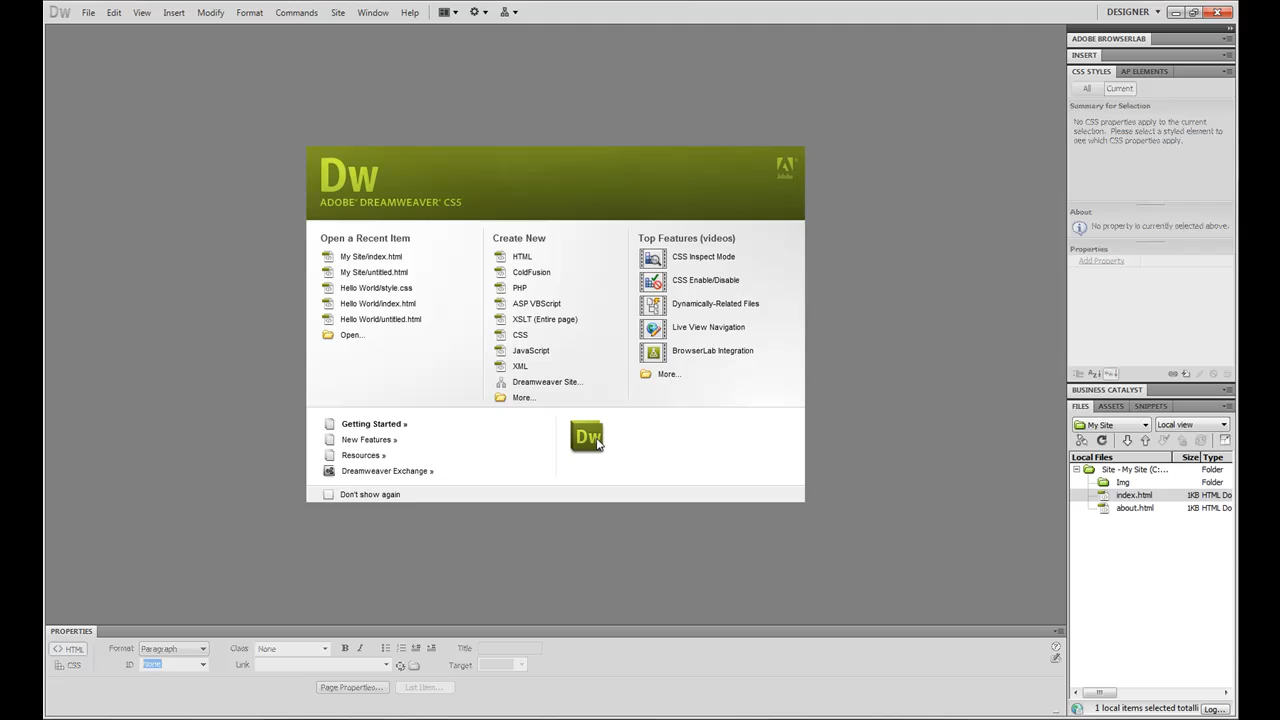 Dw File Edit View Insert Modify Format Commands Site Window Help DESIGNER
ADOBE BROWSERLAB
INSERT
CSS STYLES AP ELEMENTS
All Current
Summary for Selection
No CSS properties apply to the current
selection. Please select a styled element to
see which CSS properties apply.
About
No property is currently selected above.
Properties
Add Property
BUSINESS CATALYST
FILES ASSETS SNIPPETS
My Site Local view
Local Files Size Type
Site - My Site (C:... Folder
Img Folder
index.html 1KB HTML Do
about.html 1KB HTML Do
1 local items selected totalli Log...
Dw
ADOBE® DREAMWEAVER® CS5
Adobe
Open a Recent Item
My Site/index.html
My Site/untitled.html
Hello World/style.css
Hello World/index.html
Hello World/untitled.html
Open...
Create New
HTML
ColdFusion
PHP
ASP VBScript
XSLT (Entire page)
CSS
JavaScript
XML
Dreamweaver Site...
More...
Top Features (videos)
CSS Inspect Mode
CSS Enable/Disable
Dynamically-Related Files
Live View Navigation
BrowserLab Integration
More...
Getting Started »
New Features »
Resources »
Dreamweaver Exchange »
Dw
Don't show again
PROPERTIES
<> HTML Format Paragraph Class None B I Title
CSS ID None Link Target
Page Properties... List Item...